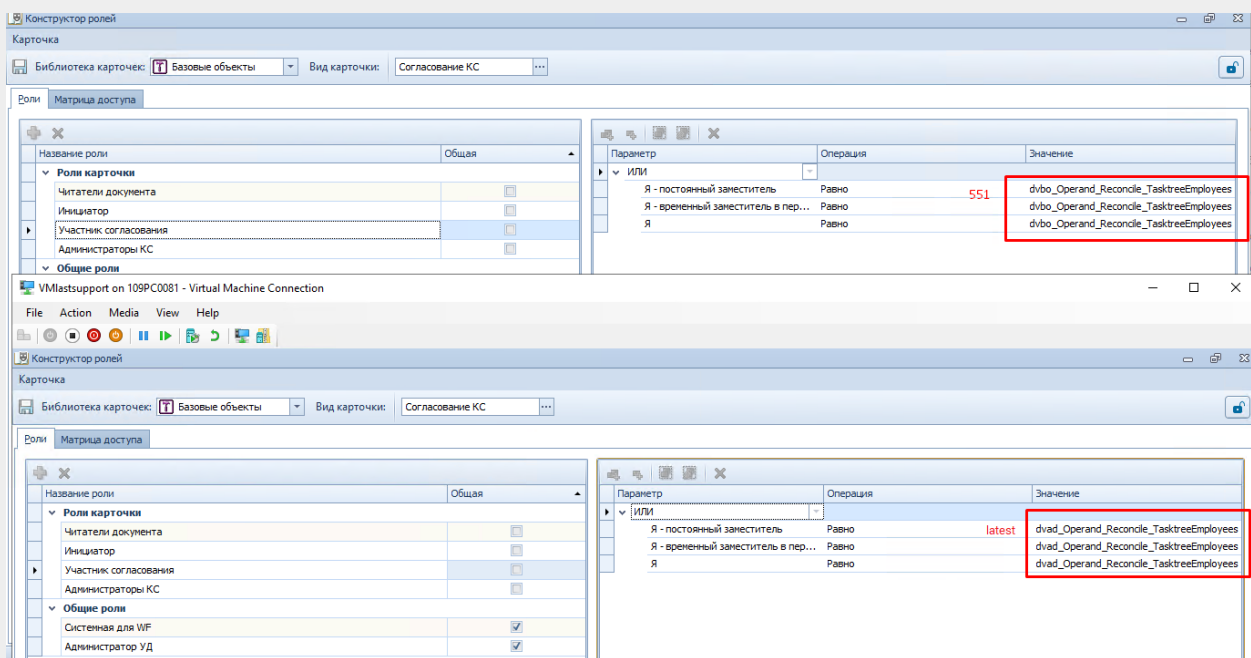 Конструктор ролей
Карточка
Библиотека карточек: Базовые объекты Вид карточки: Согласование КС
Роли Матрица доступа
Название роли Общая Параметр Операция Значение
Роли карточки ИЛИ
Читатели документа Я - постоянный заместитель Равно 551 dvbo_Operand_Reconcile_TasktreeEmployees
Инициатор Я - временный заместитель в пер... Равно dvbo_Operand_Reconcile_TasktreeEmployees
Участник согласования Я Равно dvbo_Operand_Reconcile_TasktreeEmployees
Администраторы КС
Общие роли
VMlastsupport on 109PC0081 - Virtual Machine Connection
File Action Media View Help
Конструктор ролей
Карточка
Библиотека карточек: Базовые объекты Вид карточки: Согласование КС
Роли Матрица доступа
Название роли Общая Параметр Операция Значение
Роли карточки ИЛИ
Читатели документа Я - постоянный заместитель Равно latest dvad_Operand_Reconcile_TasktreeEmployees
Инициатор Я - временный заместитель в пер... Равно dvad_Operand_Reconcile_TasktreeEmployees
Участник согласования Я Равно dvad_Operand_Reconcile_TasktreeEmployees
Администраторы КС
Общие роли
Системная для WF
Администратор УД